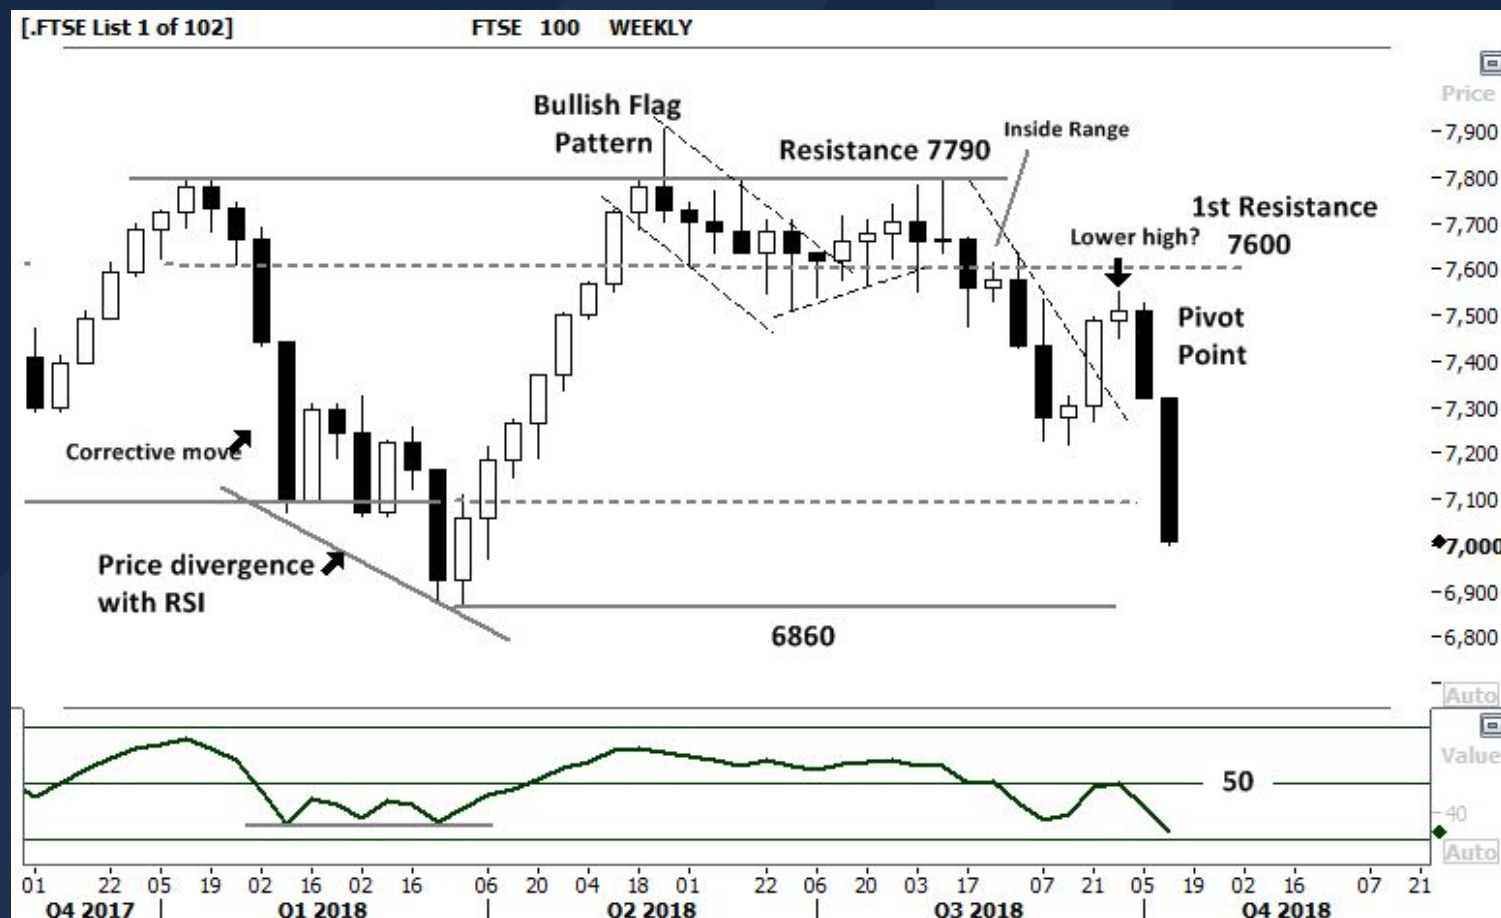 [.FTSE List 1 of 102] FTSE 100 WEEKLY
Price
Bullish Flag
Pattern
Resistance 7790
Inside Range
1st Resistance
7600
Lower high?
Pivot
Point
Corrective move
Price divergence
with RSI
6860
7,900
7,800
7,700
7,600
7,500
7,400
7,300
7,200
7,100
7,000
6,900
6,800
Auto
Value
50
40
Auto
01 22 05 19 02 16 02 16 06 20 04 18 01 22 06 20 03 17 07 21 05 19 02 16 07 21
Q4 2017 Q1 2018 Q2 2018 Q3 2018 Q4 2018